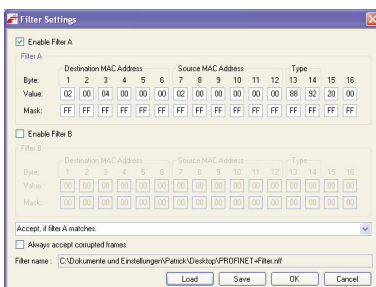 Filter Settings
Enable Filter A
Filter A
Destination MAC Address Source MAC Address Type
Byte: 1 2 3 4 5 6 7 8 9 10 11 12 13 14 15 16
Value: 02 00 04 00 00 00 02 00 00 00 00 00 88 92 20 00
Mask: FF FF FF FF FF FF FF FF FF FF FF FF FF FF FF FF
Enable Filter B
Filter B
Destination MAC Address Source MAC Address Type
Byte: 1 2 3 4 5 6 7 8 9 10 11 12 13 14 15 16
Value: 00 00 00 00 00 00 00 00 00 00 00 00 00 00 00 00
Mask: 00 00 00 00 00 00 00 00 00 00 00 00 00 00 00 00
Accept, if filter A matches.
Always accept corrupted frames
Filter name : C:\Dokumente und Einstellungen\Patrick\Desktop\PROFINET+Filter.nff
Load Save OK Cancel